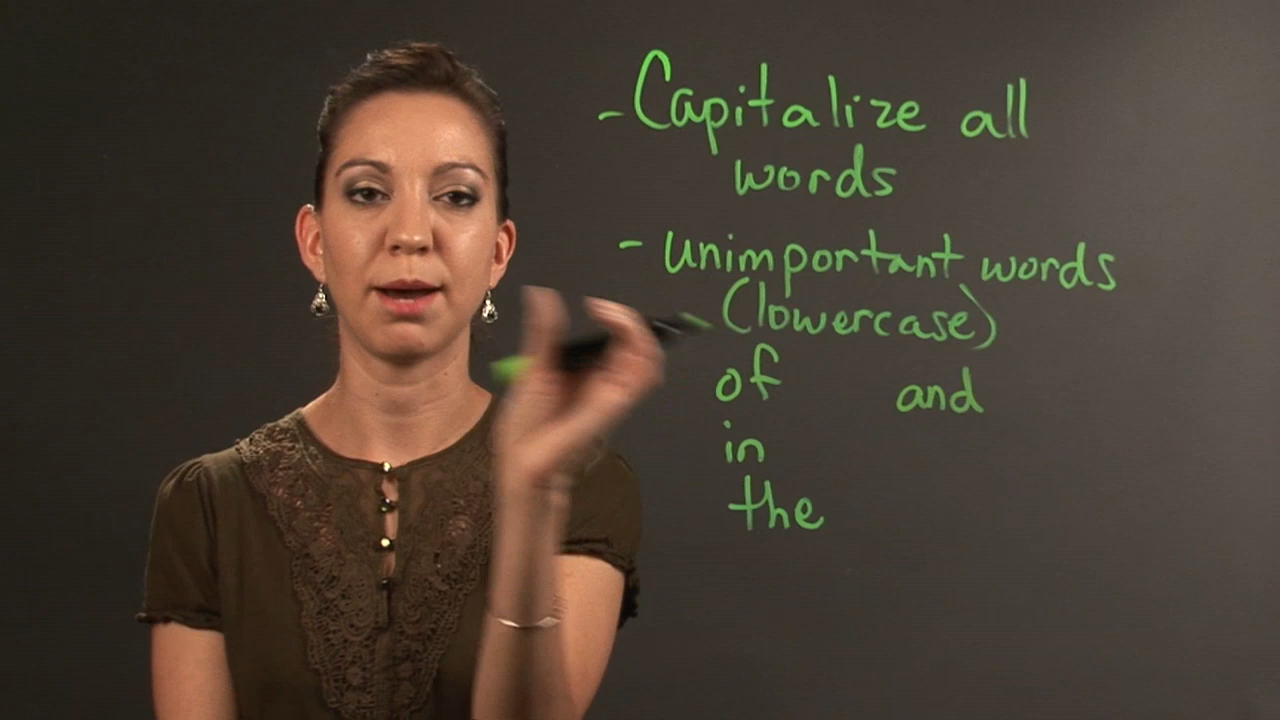 - Capitalize all
words
- unimportant words
(lowercase)
of and
in
the